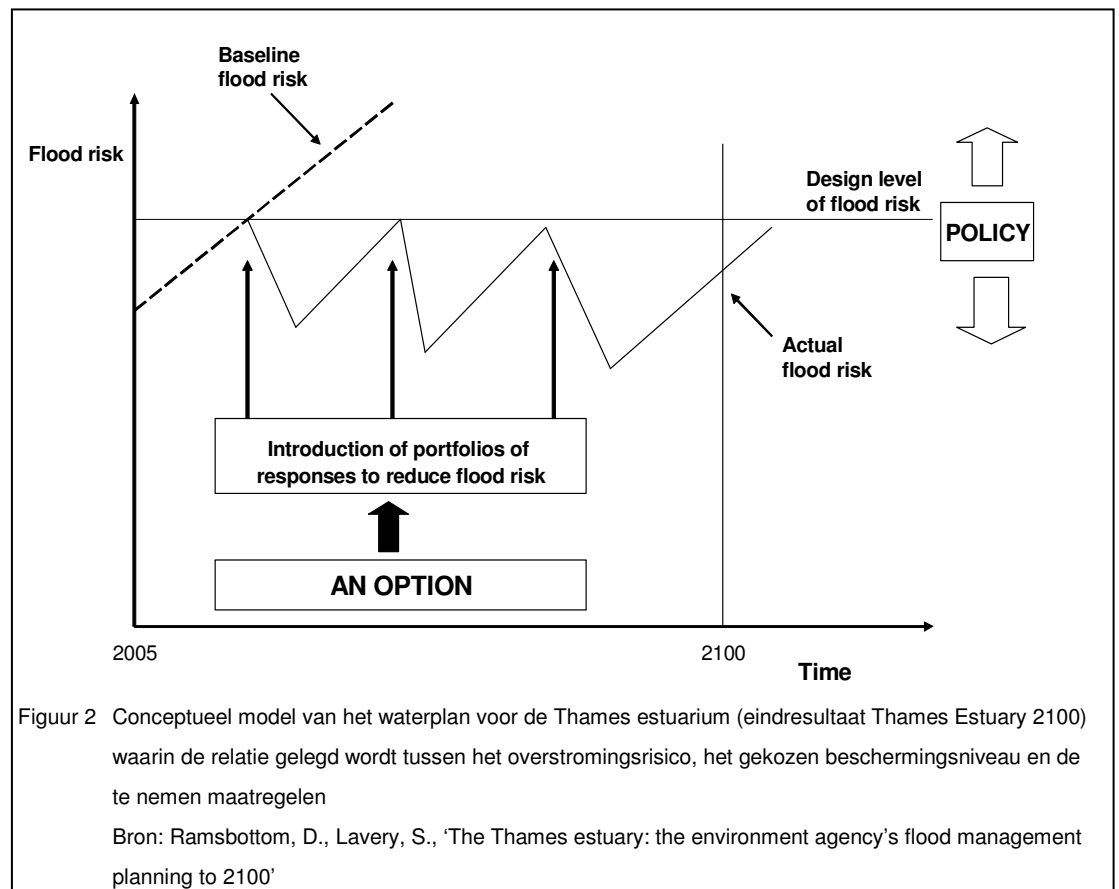 Baseline
flood risk
Flood risk
Design level
of flood risk
POLICY
Actual
flood risk
Introduction of portfolios of
responses to reduce flood risk
AN OPTION
2005
2100
Time
Figuur 2 Conceptueel model van het waterplan voor de Thames estuarium (eindresultaat Thames Estuary 2100)
waarin de relatie gelegd wordt tussen het overstromingsrisico, het gekozen beschermingsniveau en de
te nemen maatregelen
Bron: Ramsbottom, D., Lavery, S., ‘The Thames estuary: the environment agency’s flood management
planning to 2100’